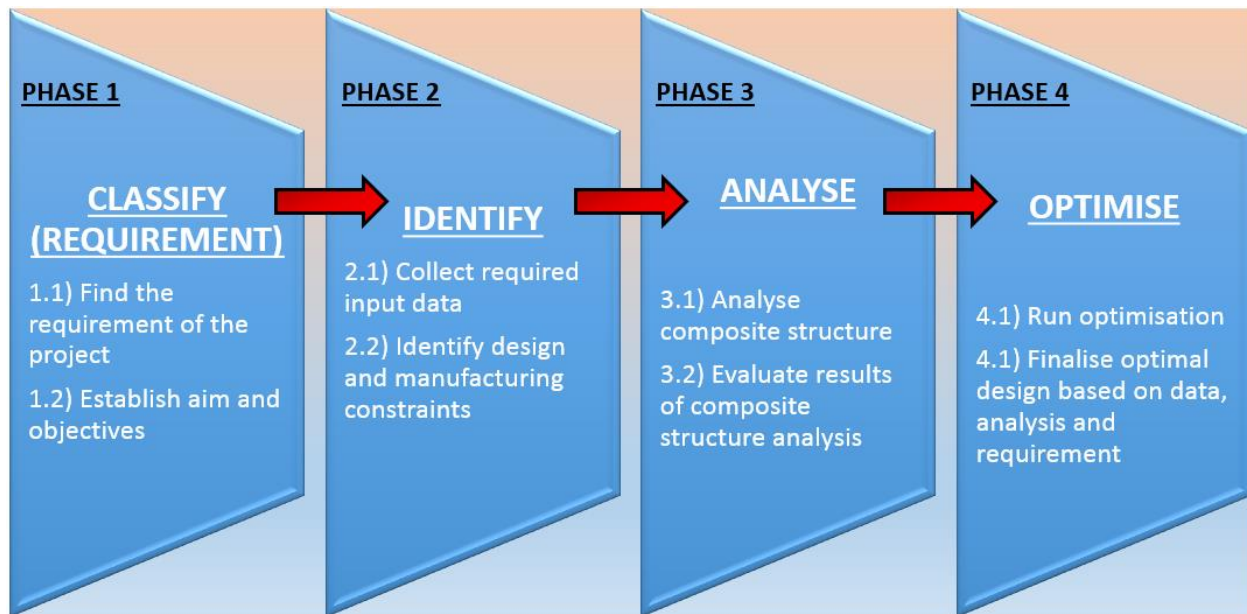 PHASE 1
CLASSIFY
(REQUIREMENT)
1.1) Find the
requirement of the
project
1.2) Establish aim and
objectives
PHASE 2
IDENTIFY
2.1) Collect required
input data
2.2) Identify design
and manufacturing
constraints
PHASE 3
ANALYSE
3.1) Analyse
composite structure
3.2) Evaluate results
of composite
structure analysis
PHASE 4
OPTIMISE
4.1) Run optimisation
4.1) Finalise optimal
design based on data,
analysis and
requirement